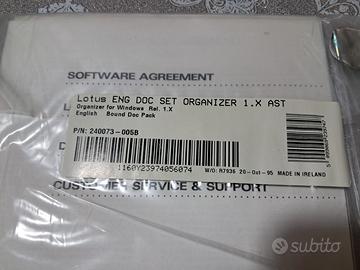 SOFTWARE AGREEMENT
Lotus ENG DOC SET ORGANIZER 1.X AST
Organizer for Windows Rel. 1.X
English Bound Doc Pack
P/N: 240073-005B
1160Y23974056074
W/O: R7936 20-Oct-95 MADE IN IRELAND
CUSTOMER SERVICE & SUPPORT
subito